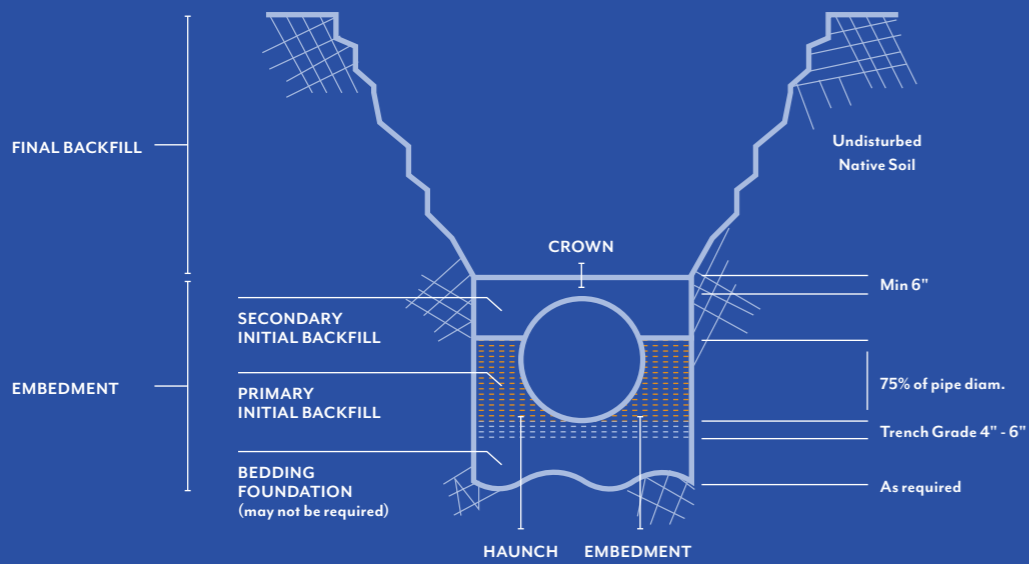 FINAL BACKFILL
Undisturbed
Native Soil
CROWN
Min 6"
SECONDARY
INITIAL BACKFILL
EMBEDMENT
PRIMARY
INITIAL BACKFILL
75% of pipe diam.
Trench Grade 4" - 6"
BEDDING
FOUNDATION
(may not be required)
As required
HAUNCH
EMBEDMENT